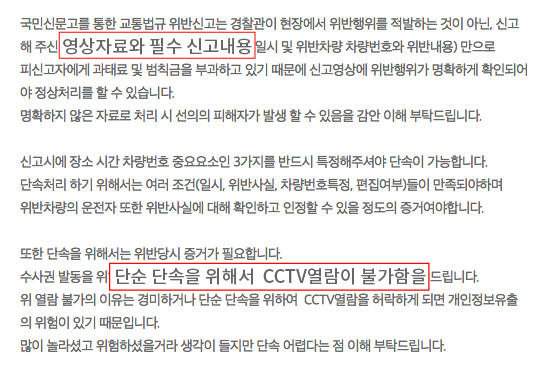 국민신문고를 통한 교통법규 위반신고는 경찰관이 현장에서 위반행위를 적발하는 것이 아닌, 신고
해 주신 영상자료와 필수 신고내용 일시 및 위반차량 차량번호와 위반내용) 만으로
피신고자에게 과태료 및 범칙금을 부과하고 있기 때문에 신고영상에 위반행위가 명확하게 확인되어
야 정상처리를 할 수 있습니다.
명확하지 않은 자료로 처리 시 선의의 피해자가 발생 할 수 있음을 감안 이해 부탁드립니다.
신고시에 장소 시간 차량번호 중요요소인 3가지를 반드시 특정해주셔야 단속이 가능합니다.
단속처리 하기 위해서는 여러 조건(일시, 위반사실, 차량번호특정, 편집여부)들이 만족되야하며
위반차량의 운전자 또한 위반사실에 대해 확인하고 인정할 수 있을 정도의 증거여야합니다.
또한 단속을 위해서는 위반당시 증거가 필요합니다.
수사권 발동을 위 단순 단속을 위해서 CCTV열람이 불가함을 드립니다.
위 열람 불가의 이유는 경미하거나 단순 단속을 위하여 CCTV열람을 허락하게 되면 개인정보유출
의 위험이 있기 때문입니다.
많이 놀라셨고 위험하셨을거라 생각이 들지만 단속 어렵다는 점 이해 부탁드립니다.